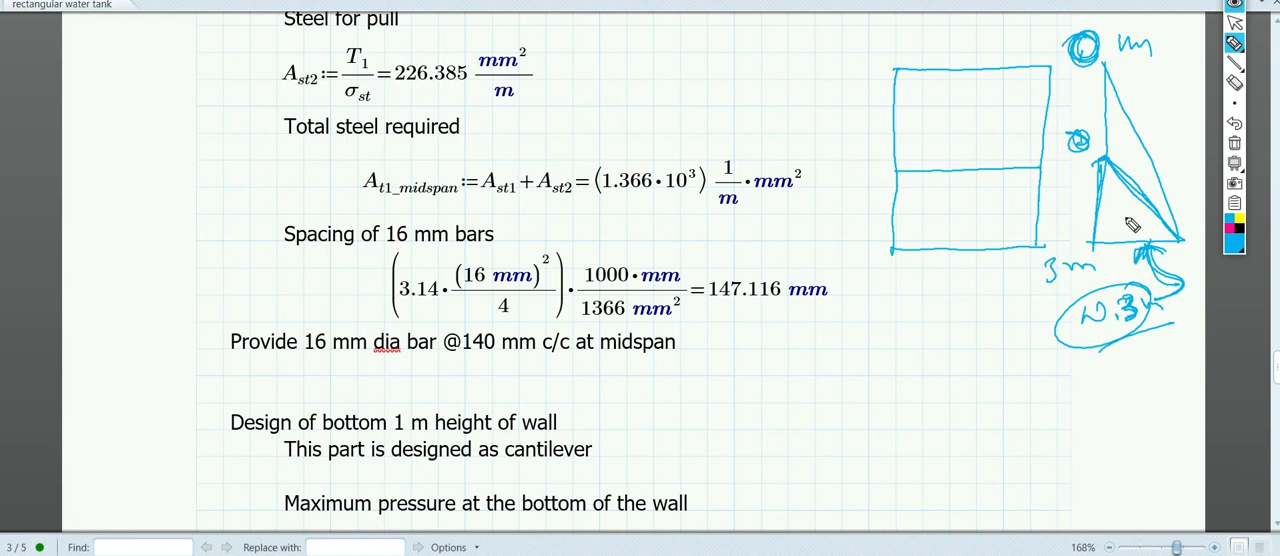 rectangular water tank
Steel for pull
A_st2 := T_1 / σ_st = 226.385 mm² / m
Total steel required
A_t1_midspan := A_st1 + A_st2 = (1.366 · 10³) 1/m · mm²
Spacing of 16 mm bars
(3.14 · (16 mm)² / 4) · 1000 · mm / 1366 mm² = 147.116 mm
Provide 16 mm dia bar @140 mm c/c at midspan
Design of bottom 1 m height of wall
This part is designed as cantilever
Maximum pressure at the bottom of the wall
m
3 m
3 / 5 Find: Replace with: Options 168%